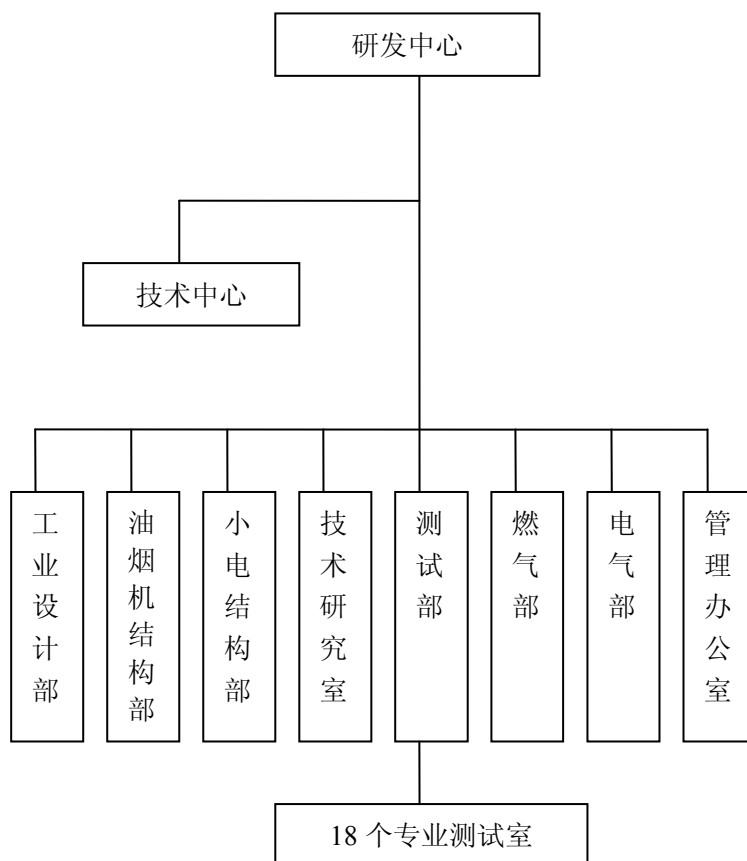 研发中心
技术中心
工业设计部
油烟机结构部
小电结构部
技术研究室
测试部
燃气部
电气部
管理办公室
18 个专业测试室